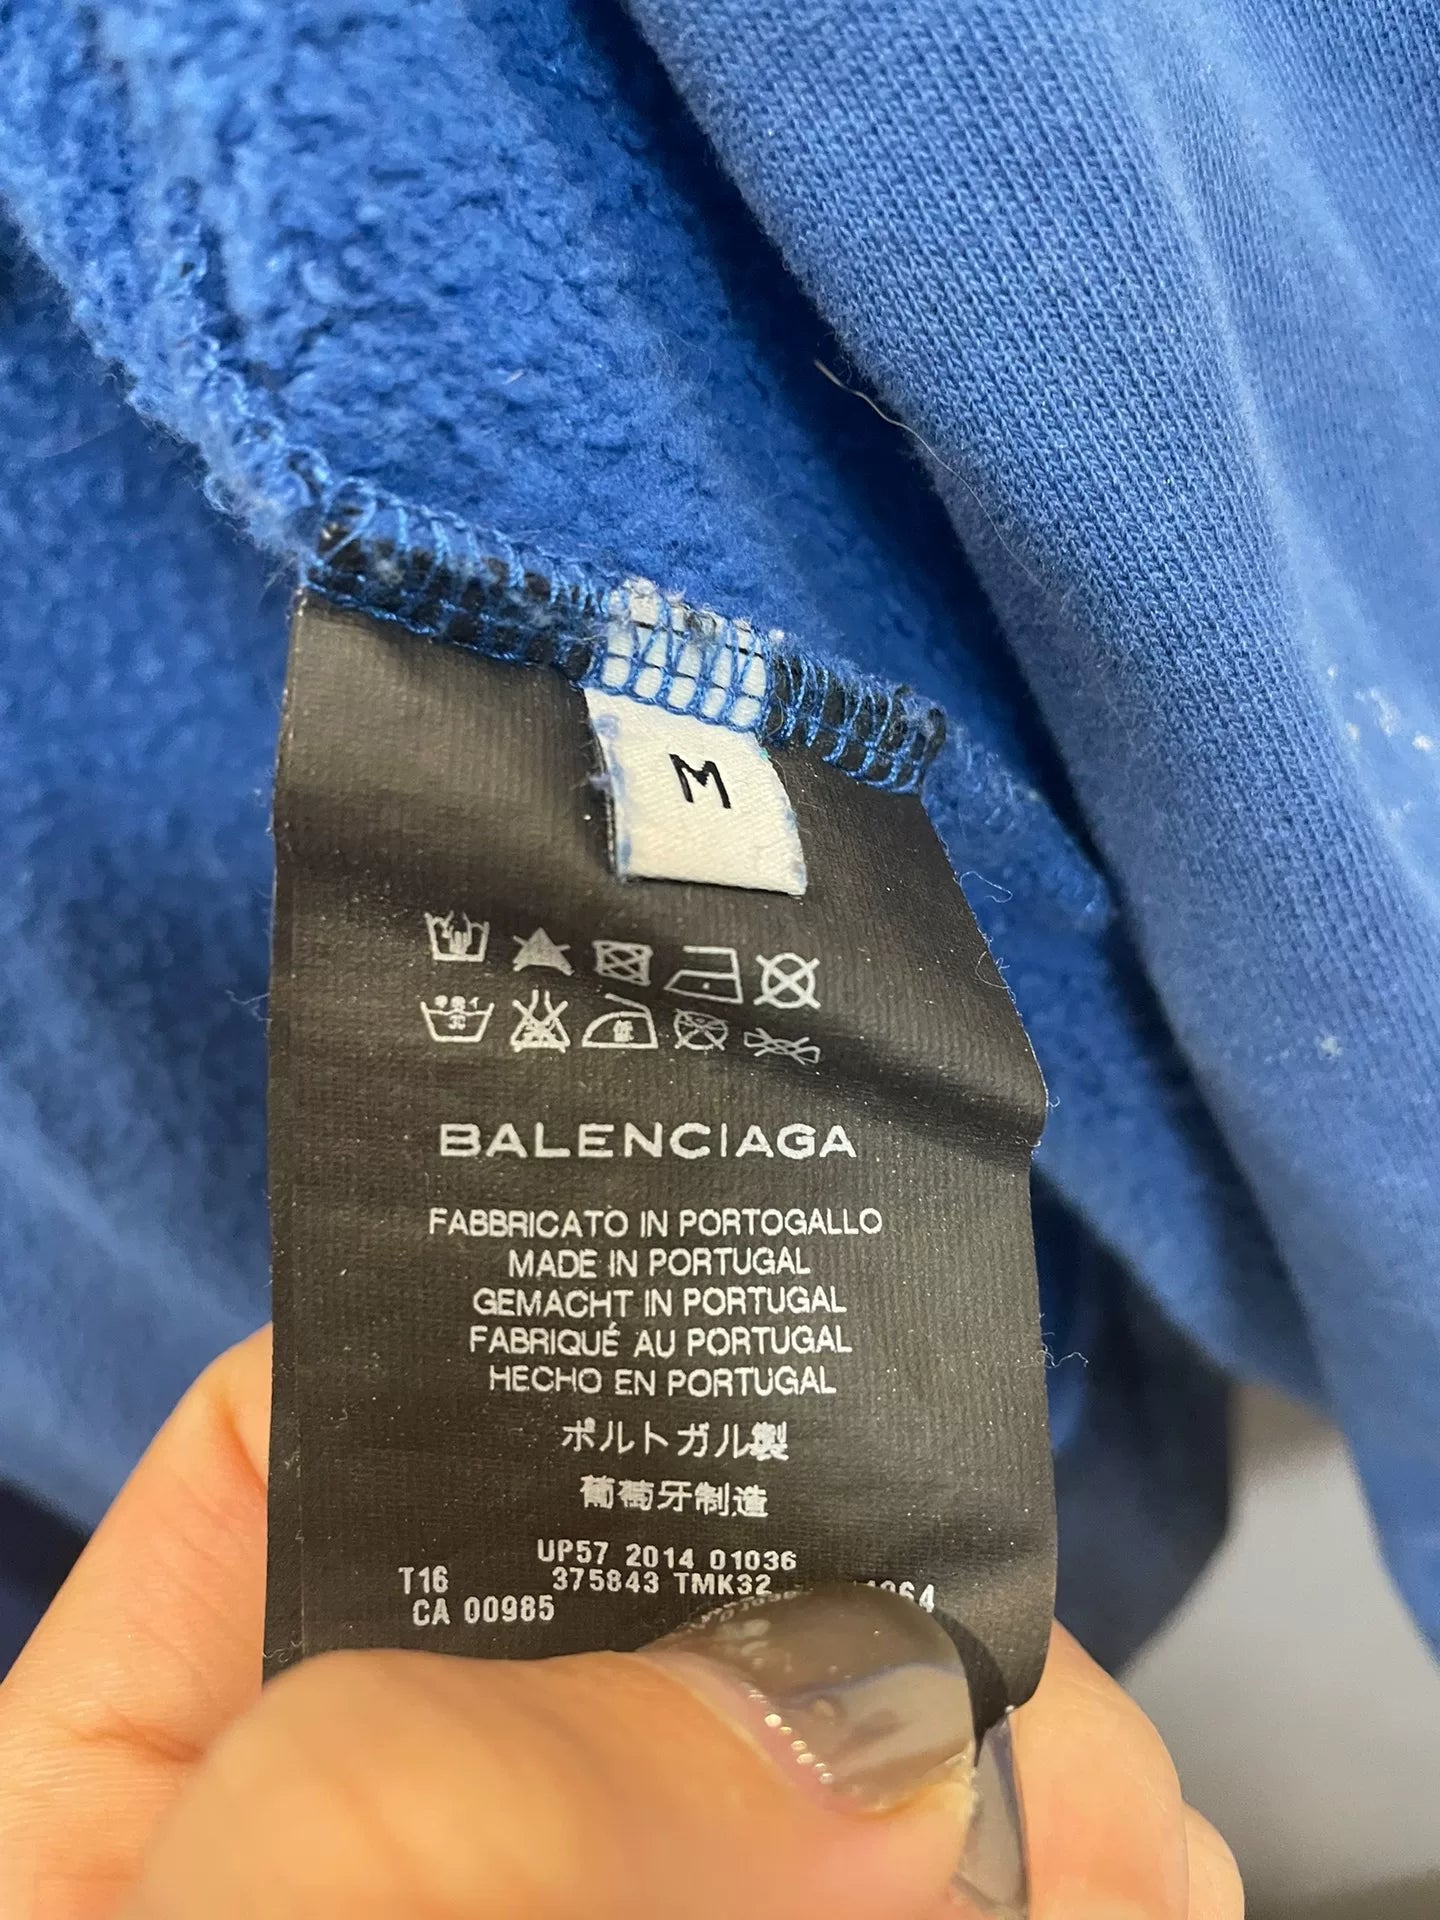 M
BALENCIAGA
FABBRICATO IN PORTOGALLO
MADE IN PORTUGAL
GEMACHT IN PORTUGAL
FABRIQUÉ AU PORTUGAL
HECHO EN PORTUGAL
ポルトガル製
葡萄牙制造
UP57 2014 01036
T16 375843 TMK32
CA 00985